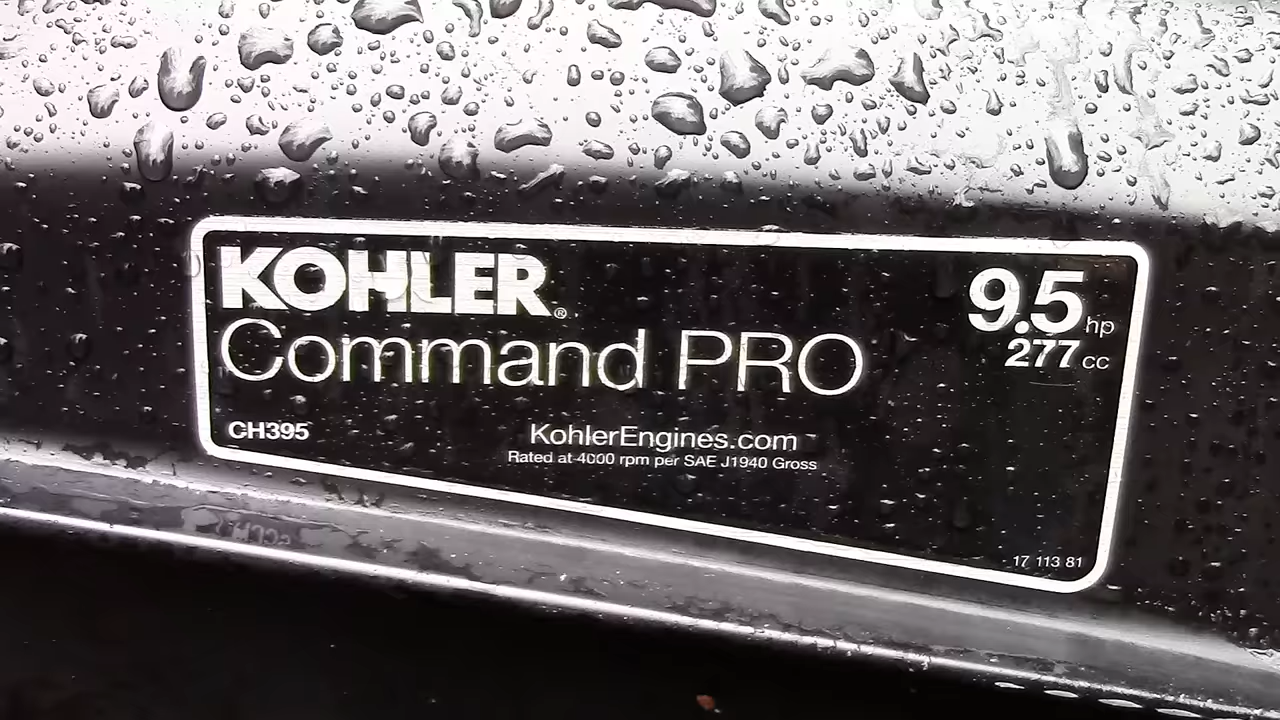 KOHLER®
Command PRO
9.5 hp
277 cc
CH395
KohlerEngines.com
Rated at 4000 rpm per SAE J1940 Gross
17 113 81